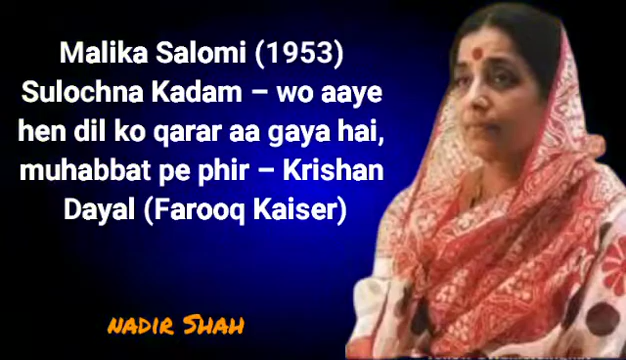 Malika Salomi (1953)
Sulochna Kadam – wo aaye
hen dil ko qarar aa gaya hai,
muhabbat pe phir – Krishan
Dayal (Farooq Kaiser)
NADIR SHAH